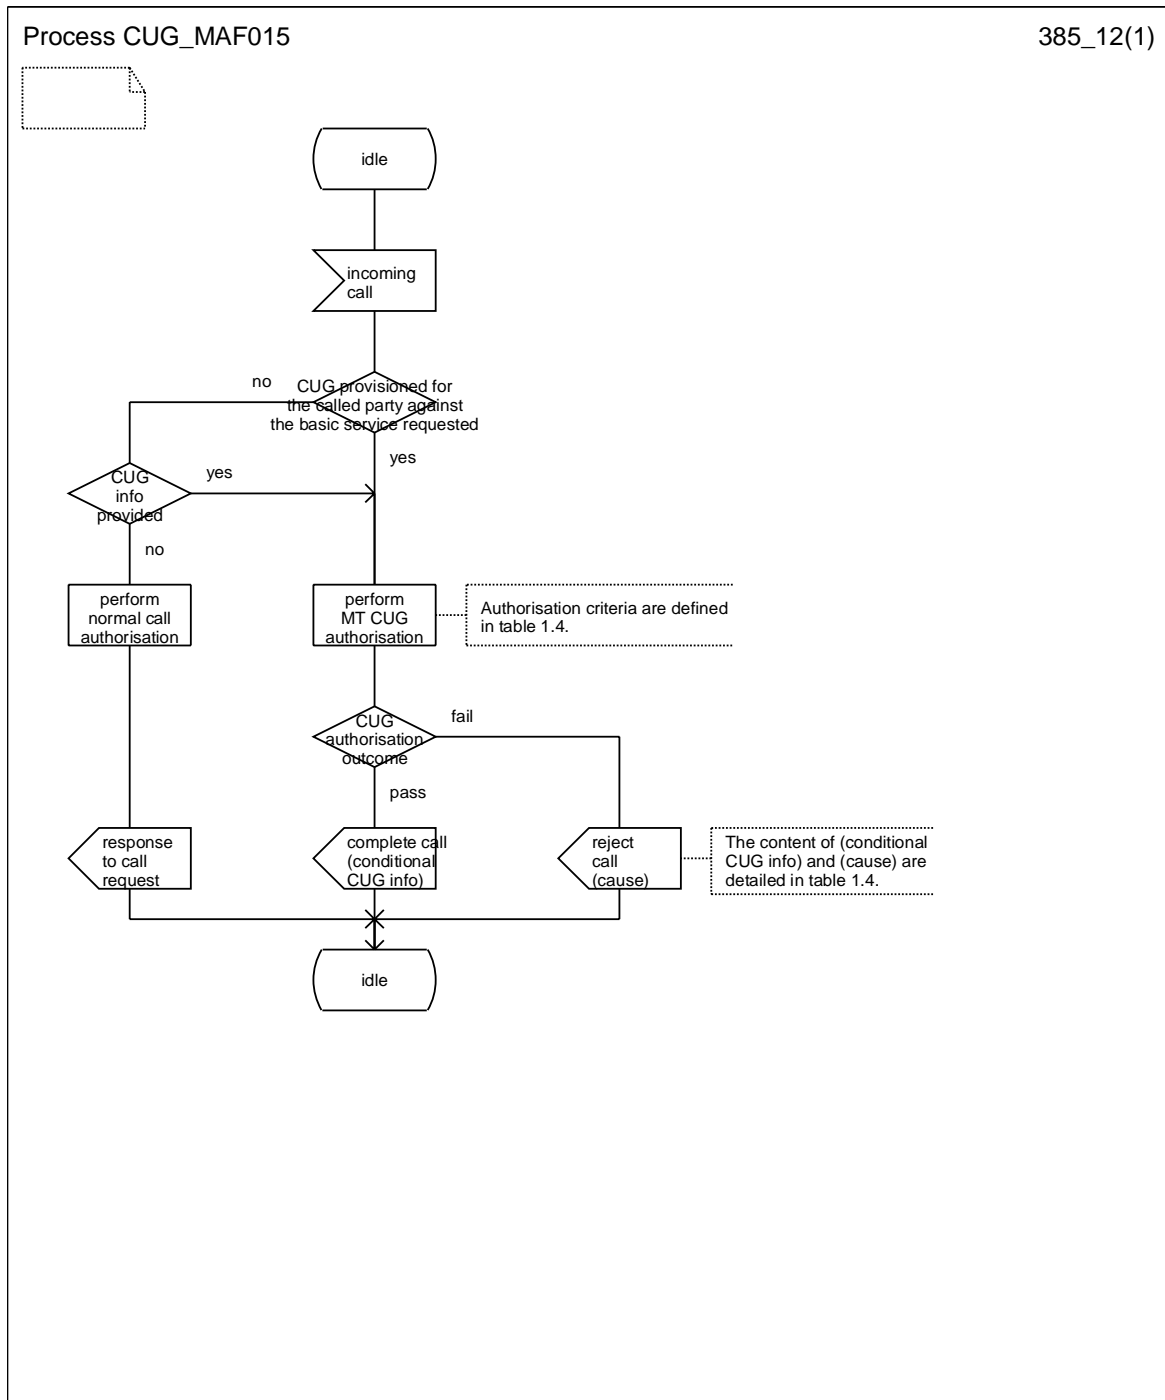 Process CUG_MAF015
385_12(1)
idle
incoming
call
no
CUG provisioned for
the called party against
the basic service requested
yes
CUG
info
provided
yes
no
perform
normal call
authorisation
perform
MT CUG
authorisation
Authorisation criteria are defined
in table 1.4.
CUG
authorisation
outcome
fail
pass
response
to call
request
complete call
(conditional
CUG info)
reject
call
(cause)
The content of (conditional
CUG info) and (cause) are
detailed in table 1.4.
idle